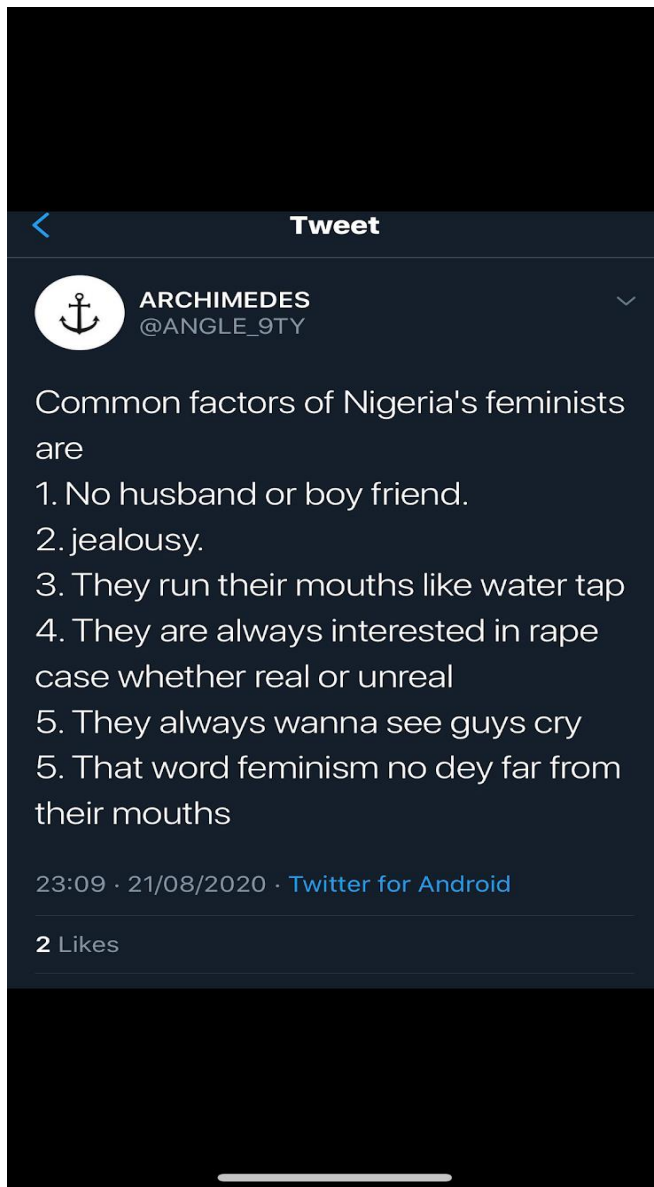 Tweet
ARCHIMEDES
@ANGLE_9TY
Common factors of Nigeria's feminists
are
1. No husband or boy friend.
2. jealousy.
3. They run their mouths like water tap
4. They are always interested in rape
case whether real or unreal
5. They always wanna see guys cry
5. That word feminism no dey far from
their mouths
23:09 · 21/08/2020 · Twitter for Android
2 Likes